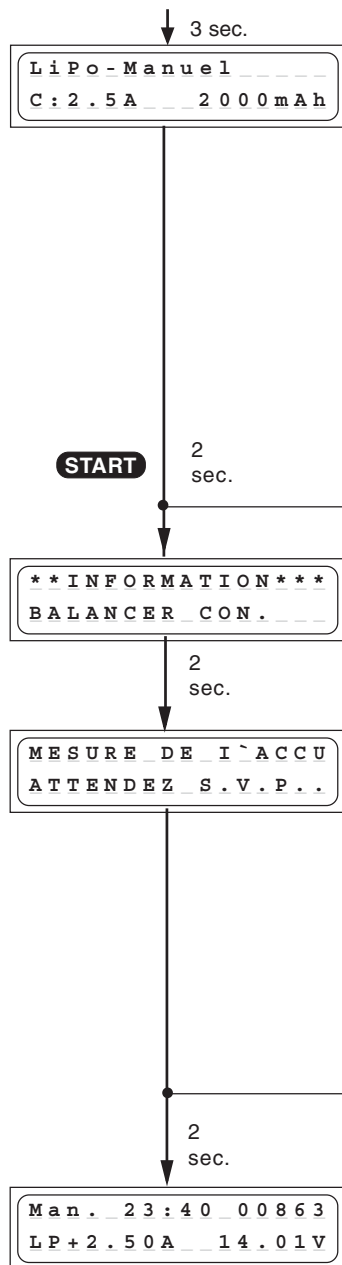 3 sec.
LiPo-Manuel
C:2.5A 2000mAh
START
2
sec.
**INFORMATION***
BALANCER CON.
2
sec.
MESURE DE I`ACCU
ATTENDEZ S.V.P..
2
sec.
Man. 23:40 00863
LP+2.50A 14.01V